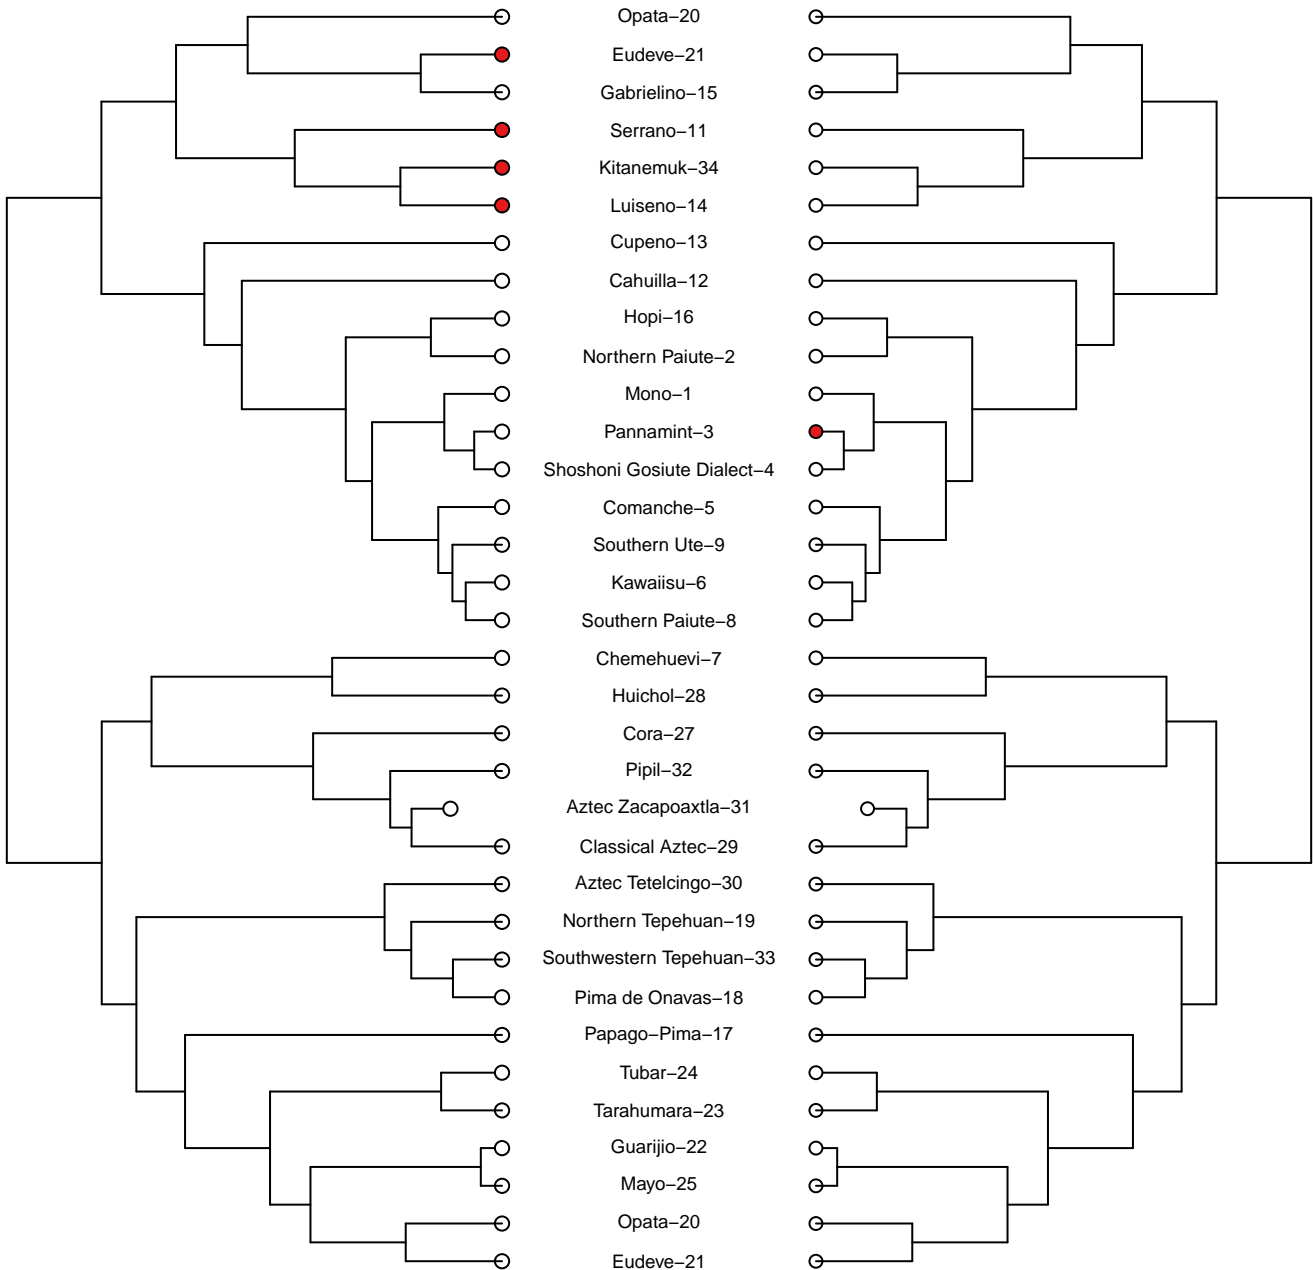 Opata−20
Eudeve−21
Gabrielino−15
Serrano−11
Kitanemuk−34
Luiseno−14
Cupeno−13
Cahuilla−12
Hopi−16
Northern Paiute−2
Mono−1
Pannamint−3
Shoshoni Gosiute Dialect−4
Comanche−5
Southern Ute−9
Kawaiisu−6
Southern Paiute−8
Chemehuevi−7
Huichol−28
Cora−27
Pipil−32
Aztec Zacapoaxtla−31
Classical Aztec−29
Aztec Tetelcingo−30
Northern Tepehuan−19
Southwestern Tepehuan−33
Pima de Onavas−18
Papago−Pima−17
Tubar−24
Tarahumara−23
Guarijio−22
Mayo−25
Opata−20
Eudeve−21